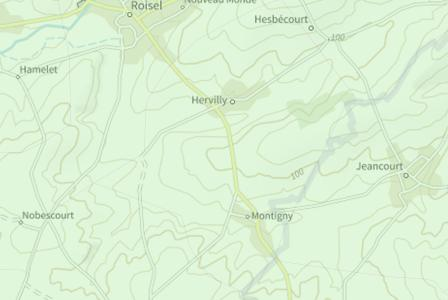 Roisel
Nouveau Monde
Hesbécourt
100
Hamelet
Hervilly
Jeancourt
100
Nobescourt
Montigny